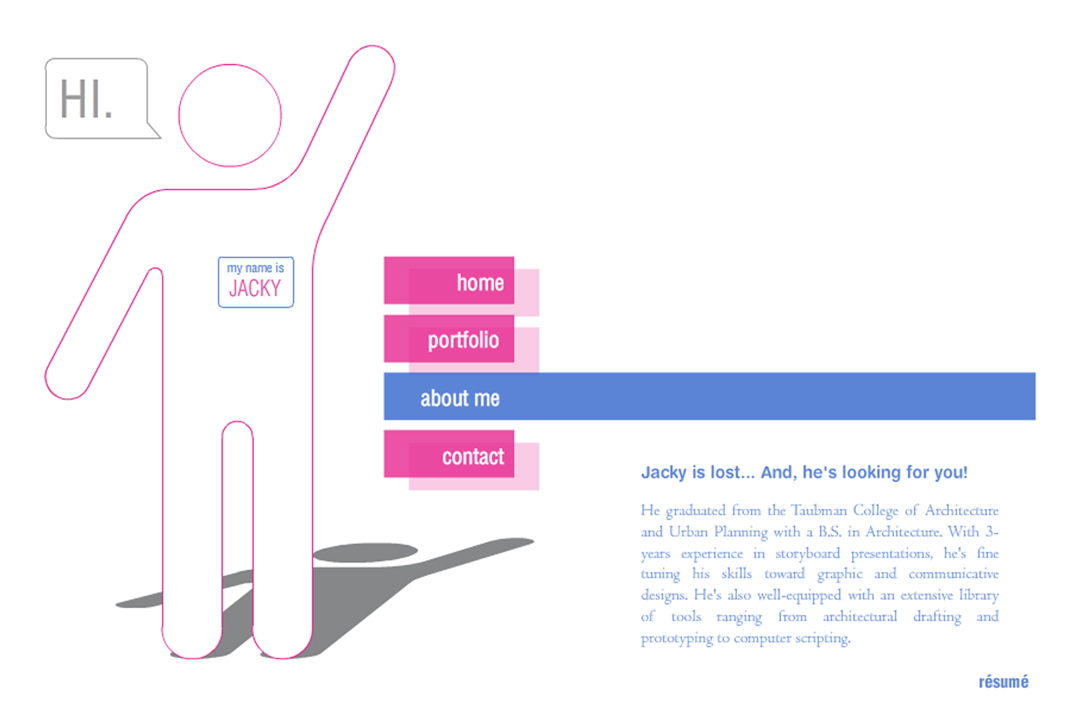 HI.
my name is
JACKY
home
portfolio
about me
contact
Jacky is lost... And, he's looking for you!
He graduated from the Taubman College of Architecture
and Urban Planning with a B.S. in Architecture. With 3-
years experience in storyboard presentations, he's fine
tuning his skills toward graphic and communicative
designs. He's also well-equipped with an extensive library
of tools ranging from architectural drafting and
prototyping to computer scripting.
résumé